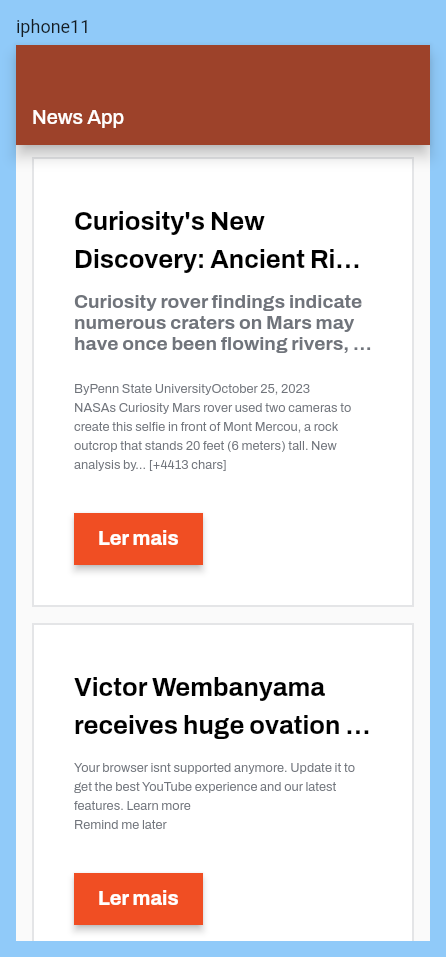 iphone11
News App
Curiosity's New
Discovery: Ancient Ri...
Curiosity rover findings indicate
numerous craters on Mars may
have once been flowing rivers, ...
ByPenn State UniversityOctober 25, 2023
NASAs Curiosity Mars rover used two cameras to
create this selfie in front of Mont Mercou, a rock
outcrop that stands 20 feet (6 meters) tall. New
analysis by... [+4413 chars]
Ler mais
Victor Wembanyama
receives huge ovation ...
Your browser isnt supported anymore. Update it to
get the best YouTube experience and our latest
features. Learn more
Remind me later
Ler mais